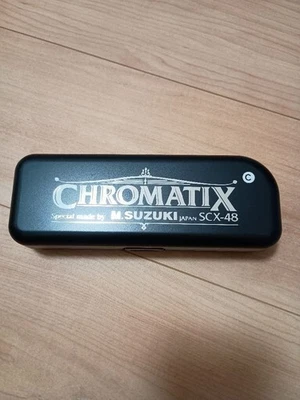 C
CHROMATIX
Special made by M.SUZUKI JAPAN SCX-48